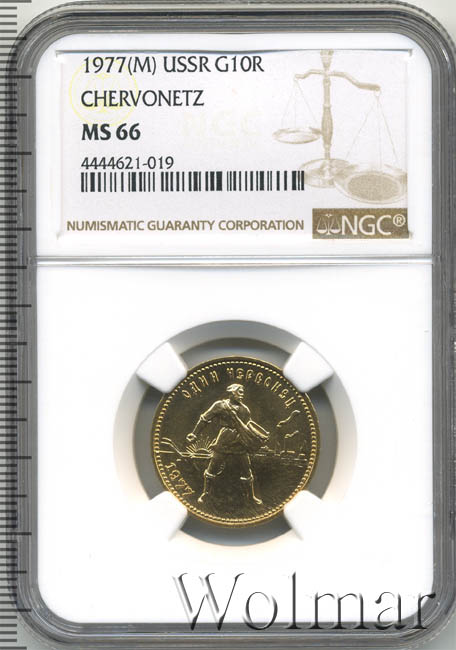 1977(M) USSR G10R
CHERVONETZ
MS 66
4444621-019
NUMISMATIC GUARANTY CORPORATION
NGC®
ОДИН ЧЕРВОНЕЦ
1977
Wolmar